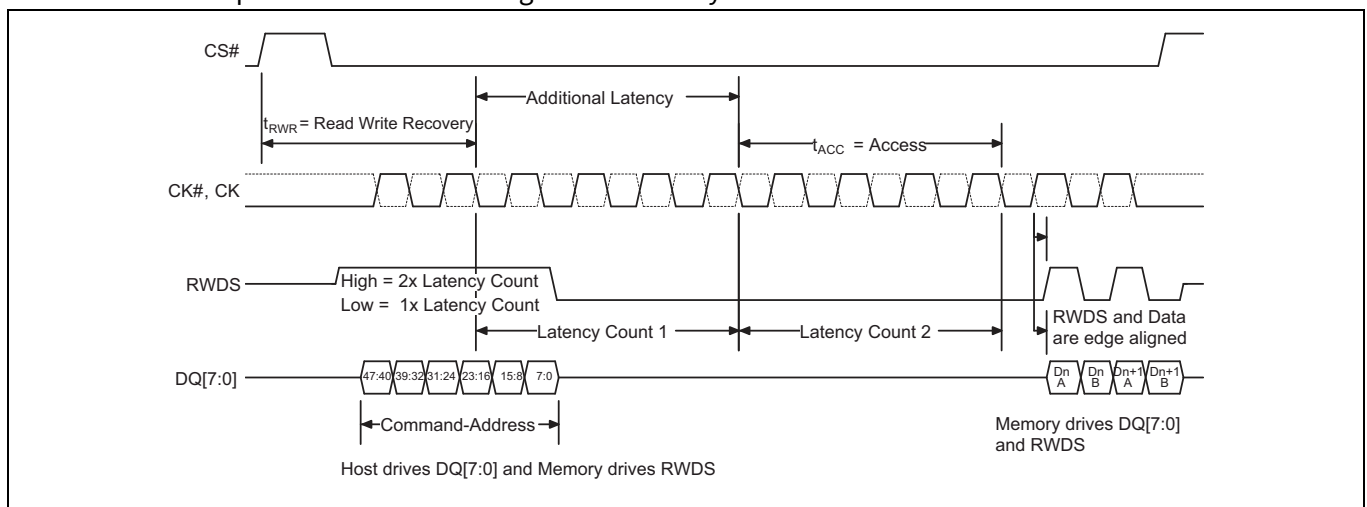 CS#
Additional Latency
tRWR = Read Write Recovery
tACC = Access
CK#, CK
RWDS
High = 2x Latency Count
Low = 1x Latency Count
RWDS and Data
are edge aligned
Latency Count 1
Latency Count 2
DQ[7:0]
47:40 39:32 31:24 23:16 15:8 7:0
Dn A
Dn B
Dn+1 A
Dn+1 B
Command-Address
Memory drives DQ[7:0]
and RWDS
Host drives DQ[7:0] and Memory drives RWDS